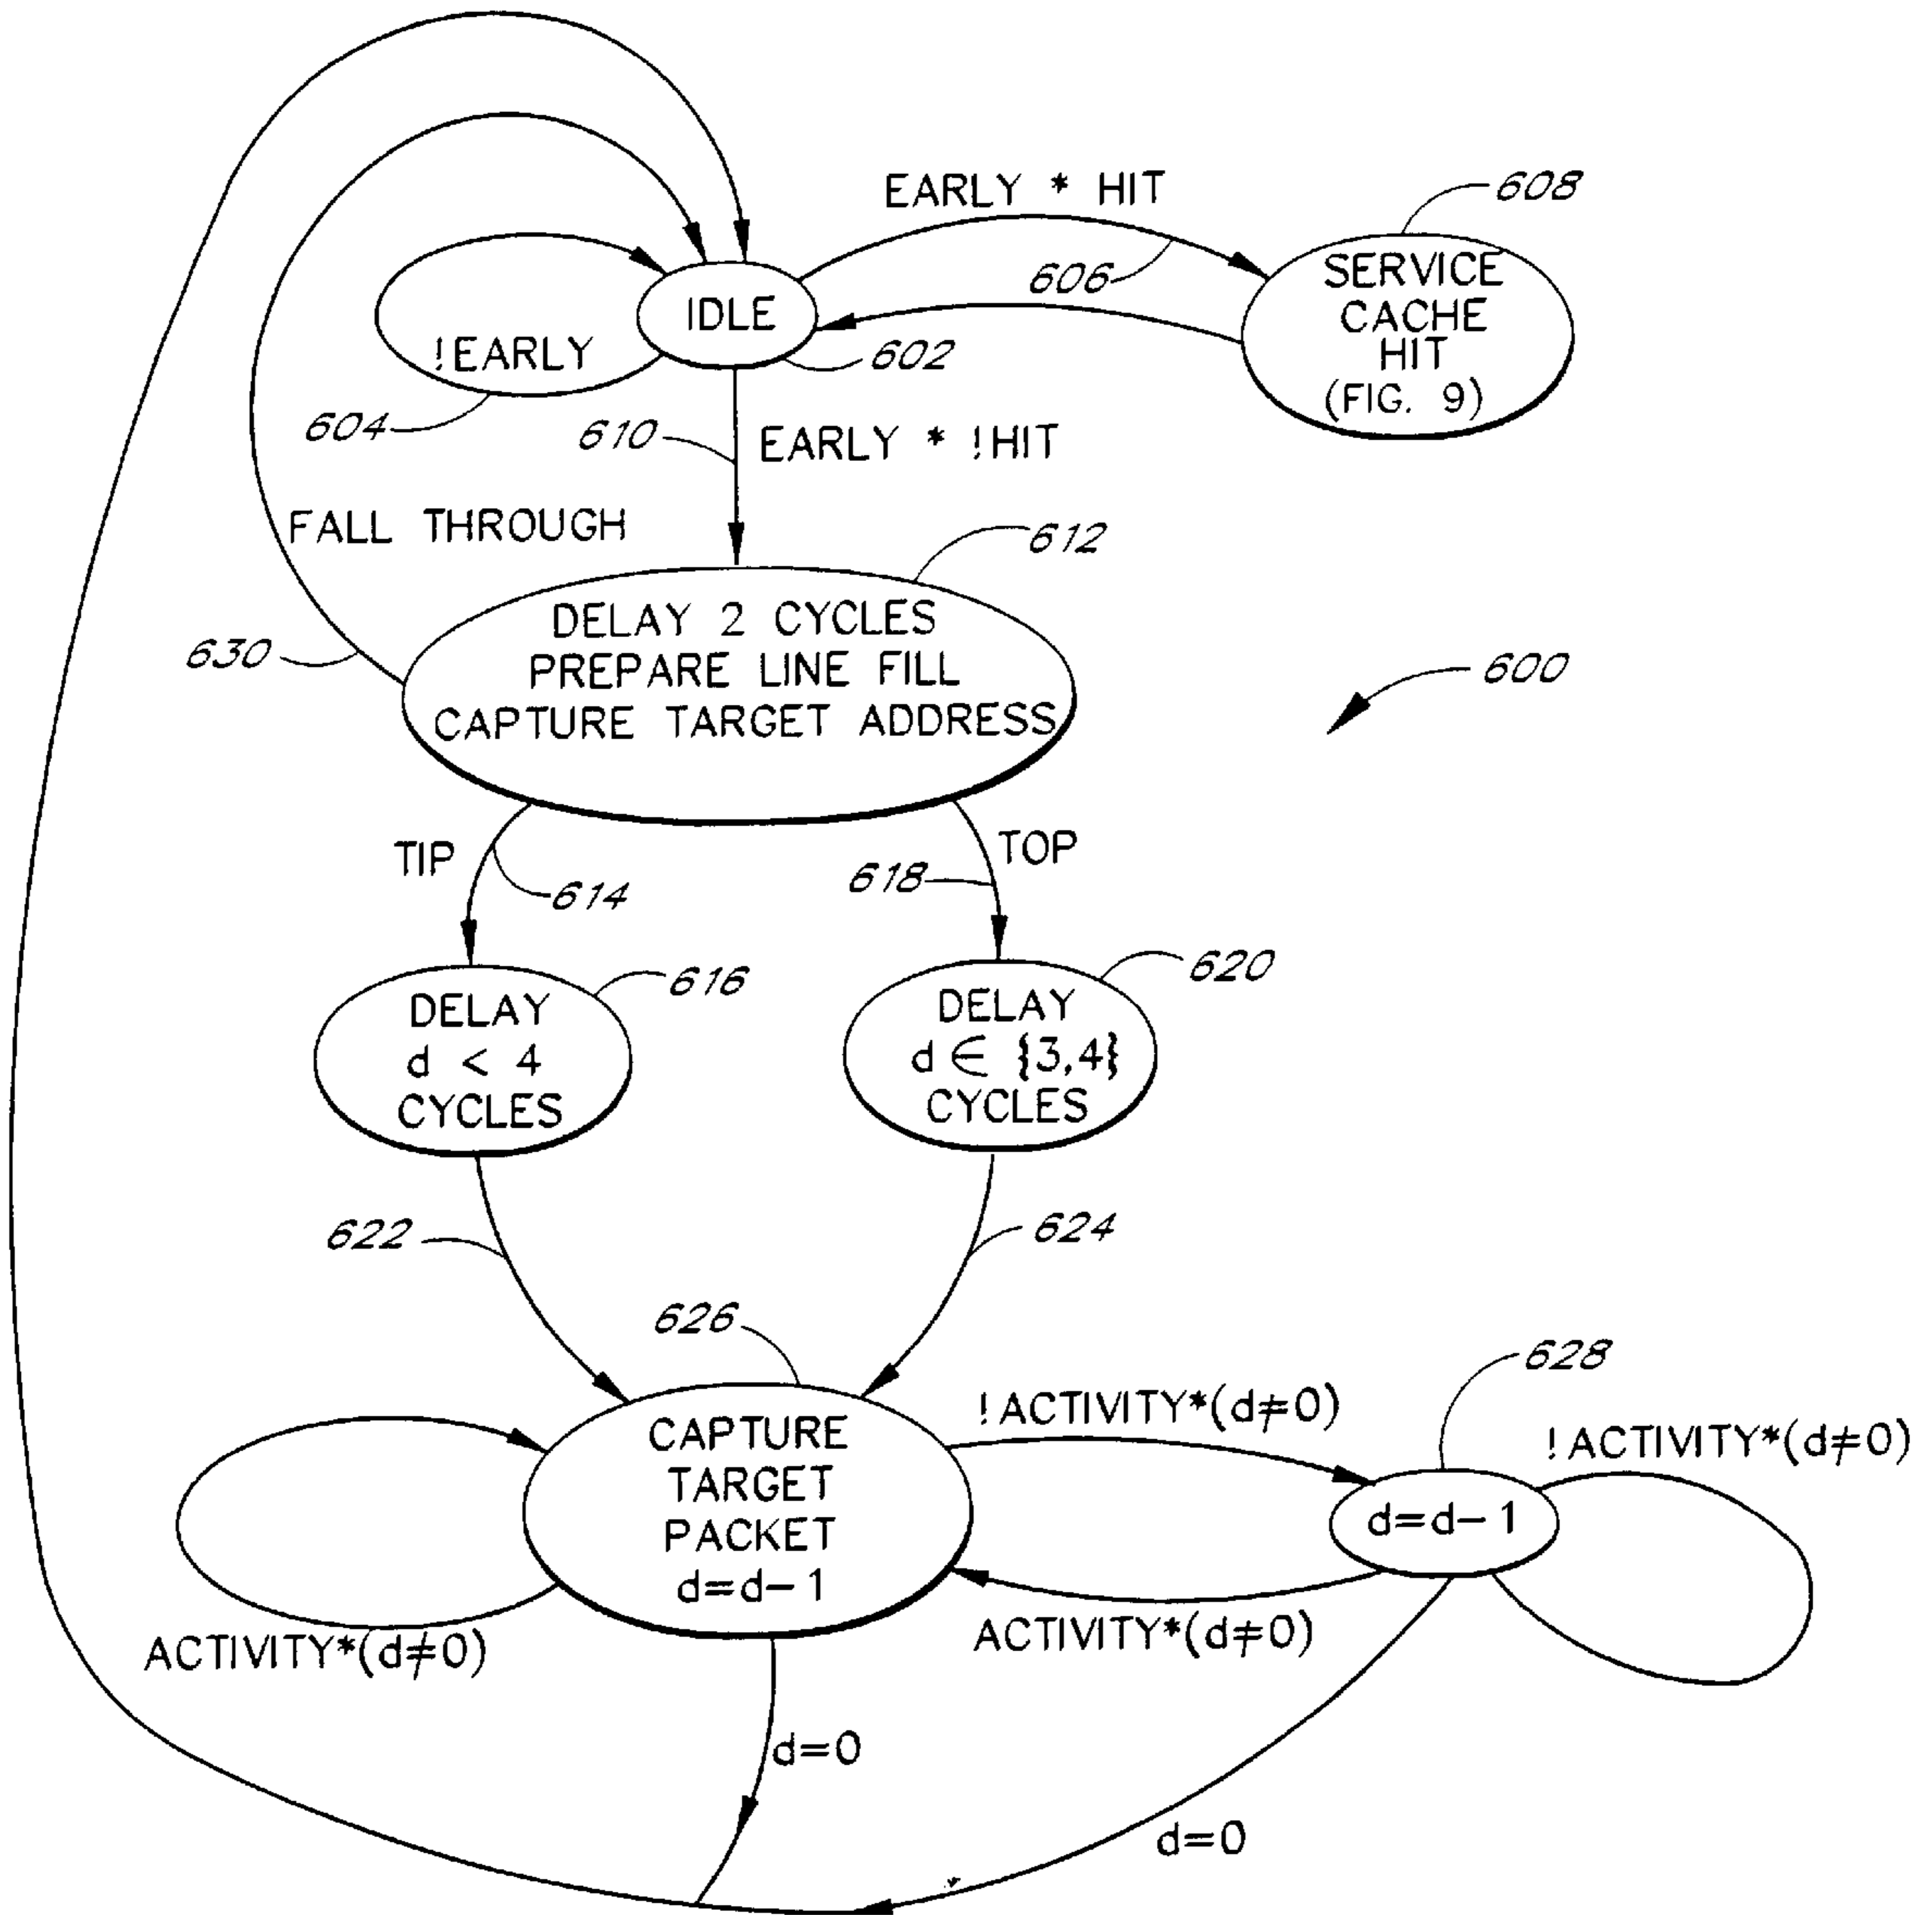 EARLY * HIT
608
606
SERVICE
CACHE
HIT
(FIG. 9)
IDLE
!EARLY
602
604
610
EARLY * !HIT
FALL THROUGH
612
630
DELAY 2 CYCLES
PREPARE LINE FILL
CAPTURE TARGET ADDRESS
600
TIP
614
TOP
618
616
620
DELAY
d < 4
CYCLES
DELAY
d ∈ {3,4}
CYCLES
622
624
626
628
CAPTURE
TARGET
PACKET
d=d-1
!ACTIVITY*(d≠0)
!ACTIVITY*(d≠0)
d=d-1
ACTIVITY*(d≠0)
ACTIVITY*(d≠0)
d=0
d=0